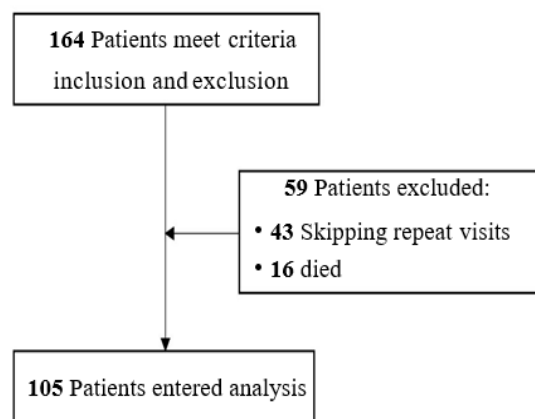 164 Patients meet criteria
inclusion and exclusion
59 Patients excluded:
• 43 Skipping repeat visits
• 16 died
105 Patients entered analysis